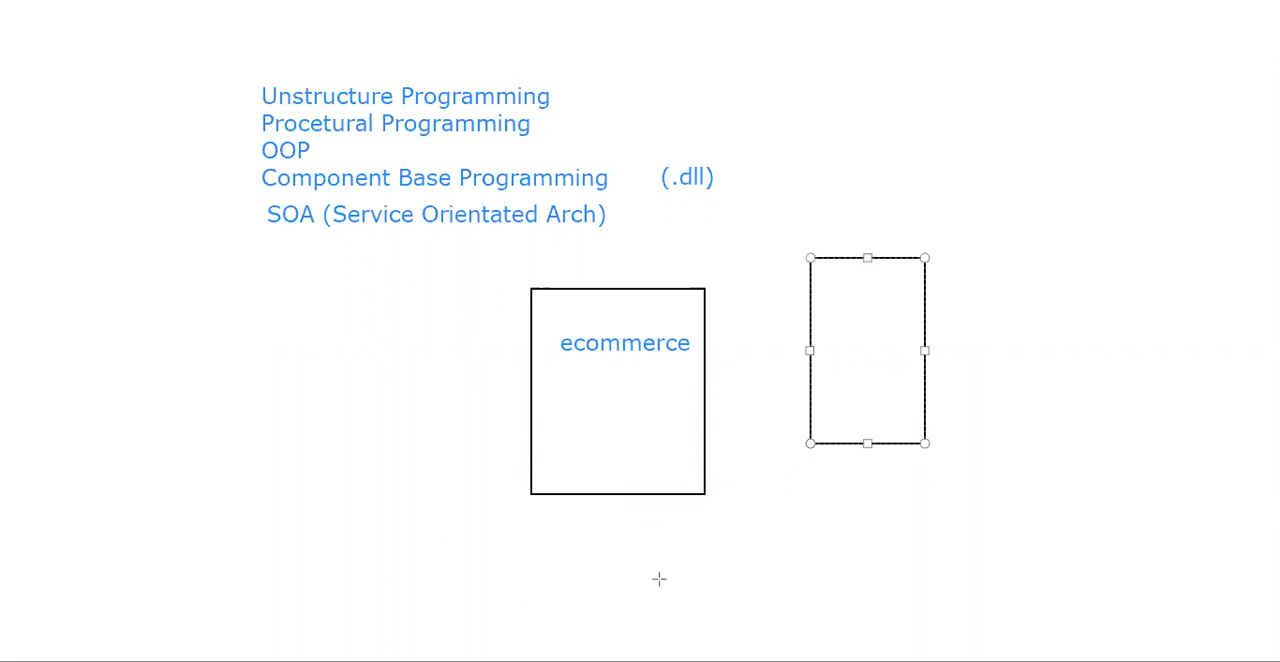 Unstructure Programming
Procetural Programming
OOP
Component Base Programming (.dll)
SOA (Service Orientated Arch)
ecommerce